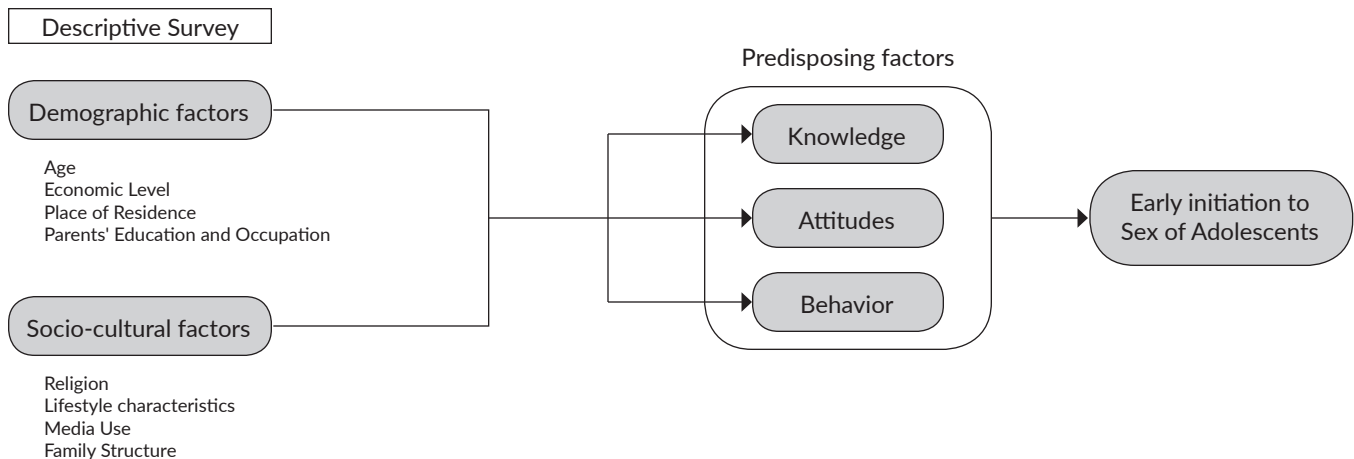 Descriptive Survey
Demographic factors
Age
Economic Level
Place of Residence
Parents' Education and Occupation
Socio-cultural factors
Religion
Lifestyle characteristics
Media Use
Family Structure
Predisposing factors
Knowledge
Attitudes
Behavior
Early initiation to
Sex of Adolescents